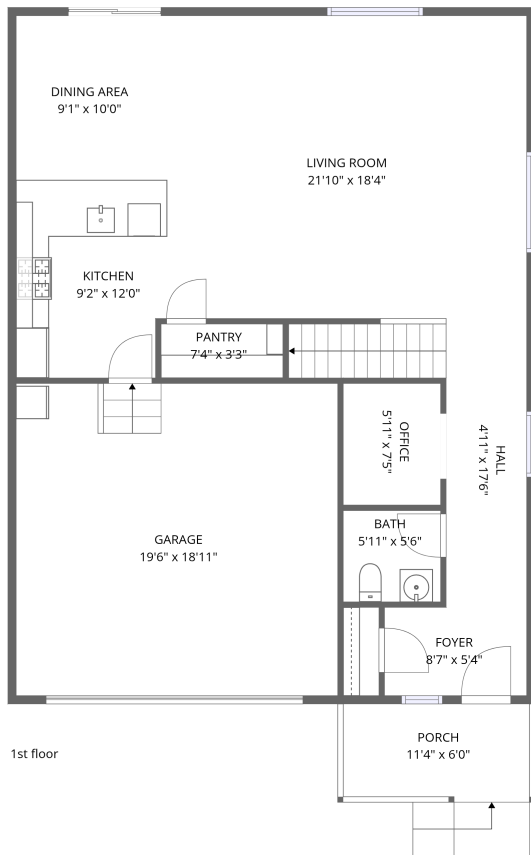 DINING AREA
9'1" x 10'0"
LIVING ROOM
21'10" x 18'4"
KITCHEN
9'2" x 12'0"
PANTRY
7'4" x 3'3"
OFFICE
5'11" x 7'5"
HALL
4'11" x 17'6"
BATH
5'11" x 5'6"
GARAGE
19'6" x 18'11"
FOYER
8'7" x 5'4"
PORCH
11'4" x 6'0"
1st floor